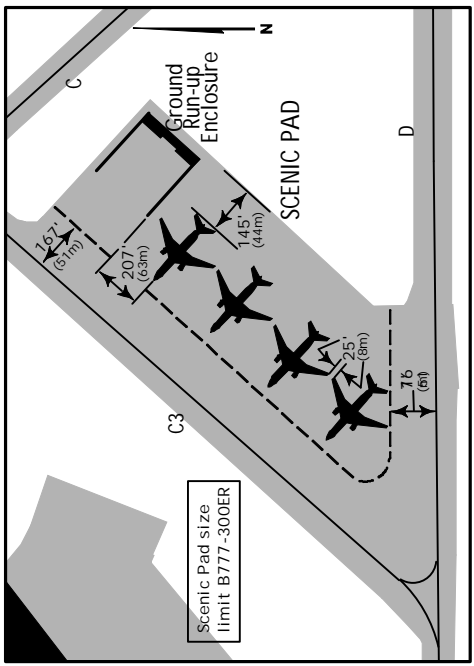 C
N
Ground
Run-up
Enclosure
SCENIC PAD
D
167'
(51m)
207'
(63m)
145'
(44m)
25'
(8m)
C3
Scenic Pad size
limit B777-300ER